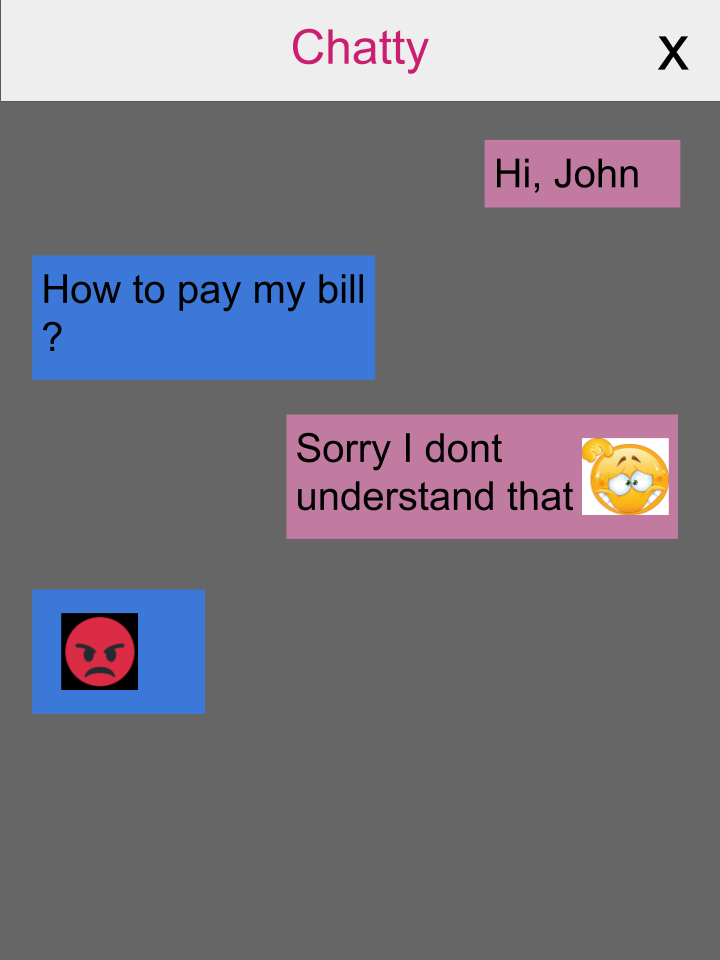 Chatty
X
Hi, John
How to pay my bill
?
Sorry I dont
understand that